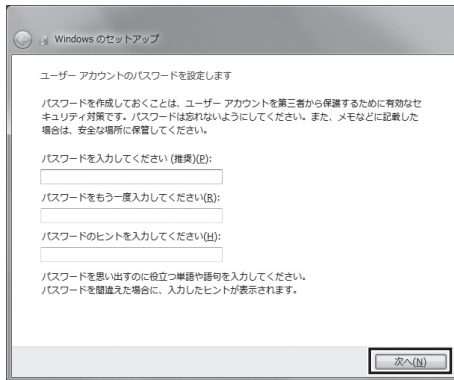 Windows のセットアップ
ユーザー アカウントのパスワードを設定します
パスワードを作成しておくことは、ユーザー アカウントを第三者から保護するために有効なセ
キュリティ対策です。パスワードは忘れないようにしてください。また、メモなどに記載した
場合は、安全な場所に保管してください。
パスワードを入力してください (推奨)(P):
パスワードをもう一度入力してください(R):
パスワードのヒントを入力してください(H):
パスワードを思い出すのに役立つ単語や語句を入力してください。
パスワードを間違えた場合に、入力したヒントが表示されます。
次へ(N)